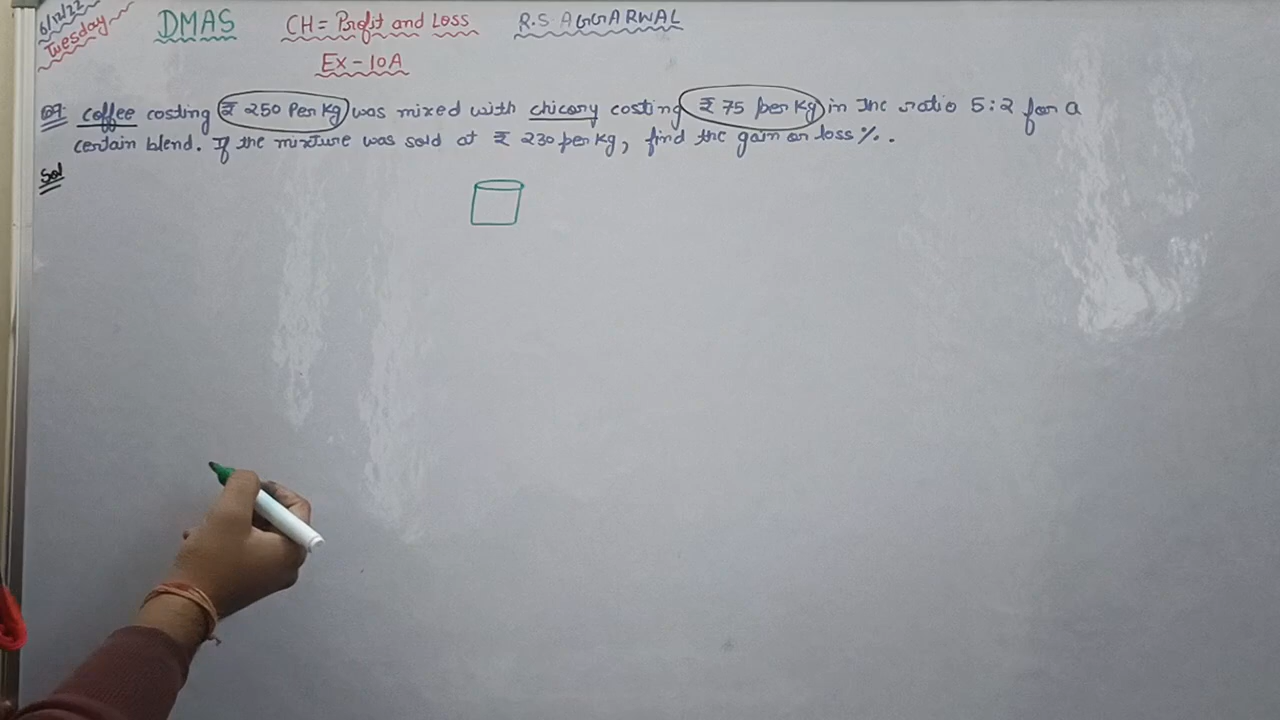 6/12/22
Tuesday
DMAS
CH = Profit and Loss
R.S AGGARWAL
Ex - 10A
Q9: coffee costing ₹ 250 Per Kg was mixed with chicory costing ₹ 75 per Kg in The ratio 5:2 for a
certain blend. If the mixture was sold at ₹ 230 per Kg, find the gain or loss %.
Sol